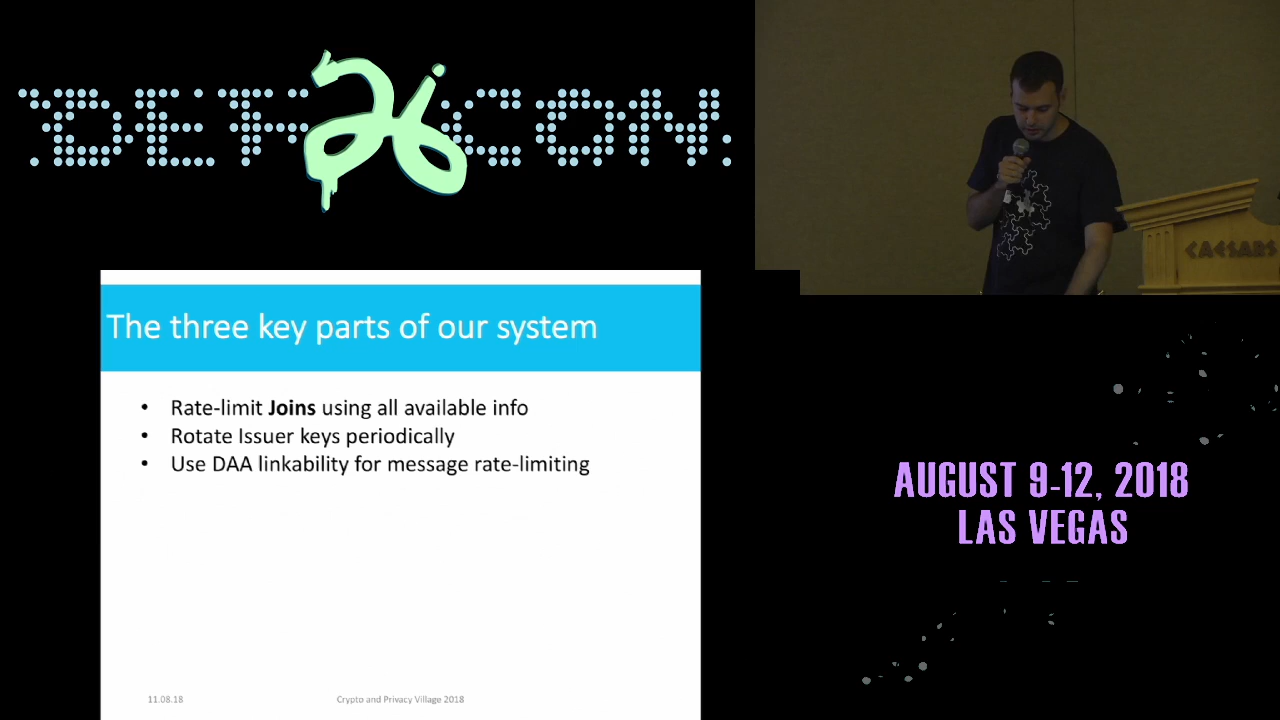 DEF 26 CON
CAESARS
The three key parts of our system
• Rate-limit Joins using all available info
• Rotate Issuer keys periodically
• Use DAA linkability for message rate-limiting
11.08.18
Crypto and Privacy Village 2018
AUGUST 9-12, 2018
LAS VEGAS